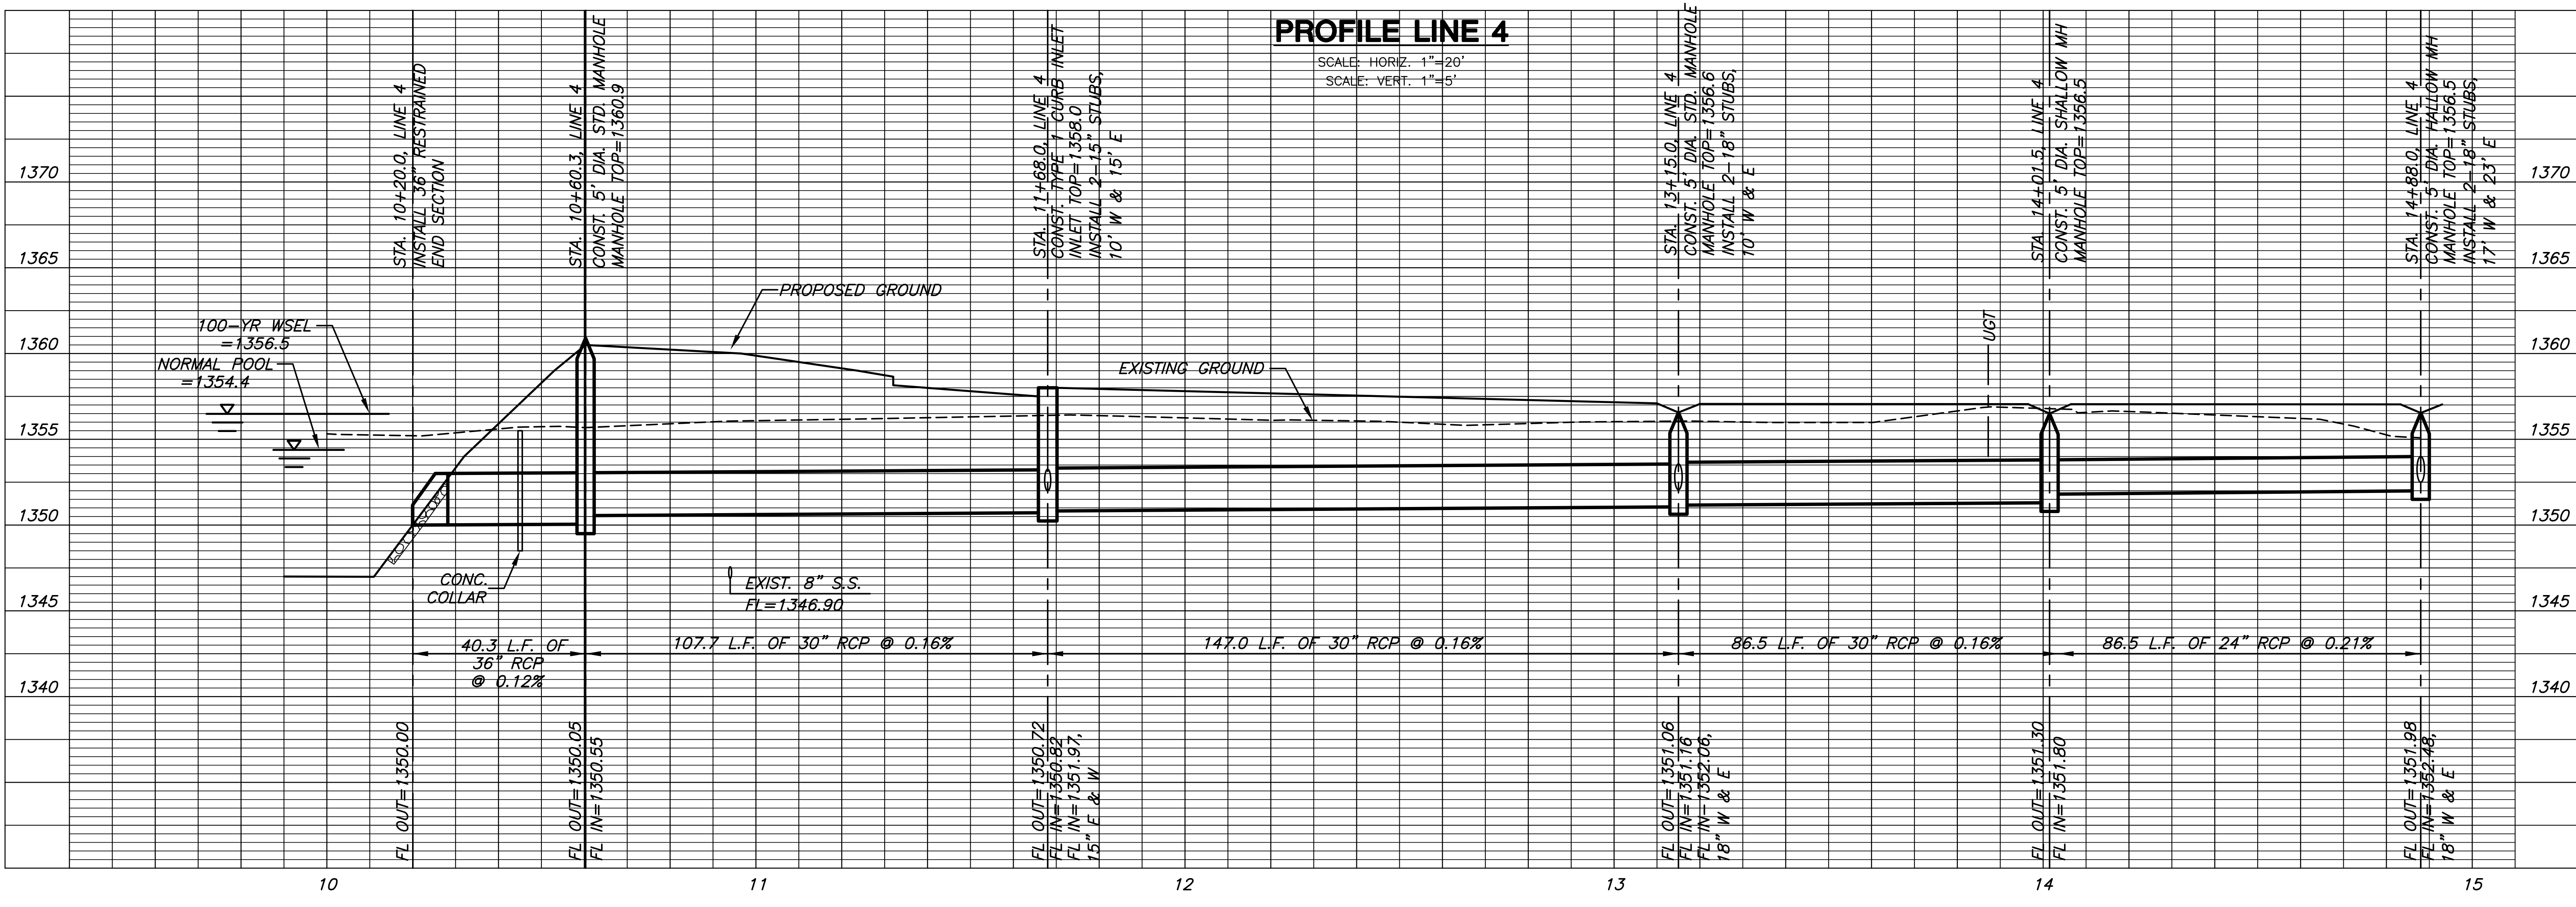 PROFILE LINE 4
SCALE: HORIZ. 1"=20'
SCALE: VERT. 1"=5'
STA. 10+20.0, LINE 4
INSTALL 36" RESTRAINED
END SECTION
STA. 10+60.3, LINE 4
CONST. 5' DIA. STD. MANHOLE
MANHOLE TOP=1360.9
STA. 11+68.0, LINE 4
CONST. TYPE 1 CURB INLET
INLET TOP=1358.0
INSTALL 2-15" STUBS,
10' W & 15' E
STA. 13+15.0, LINE 4
CONST. 5' DIA. STD. MANHOLE
MANHOLE TOP=1356.6
INSTALL 2-18" STUBS,
10' W & E
STA. 14+01.5, LINE 4
CONST. 5' DIA. SHALLOW MH
MANHOLE TOP=1356.5
STA. 14+88.0, LINE 4
CONST. 5' DIA. HALLOW MH
MANHOLE TOP=1356.5
INSTALL 2-18" STUBS,
17' W & 23' E
1370
1370
1365
1365
1360
1360
1355
1355
1350
1350
1345
1345
1340
1340
100-YR WSEL
=1356.5
NORMAL POOL
=1354.4
PROPOSED GROUND
EXISTING GROUND
UGT
CONC.
COLLAR
EXIST. 8" S.S.
FL=1346.90
40.3 L.F. OF
36" RCP
@ 0.12%
107.7 L.F. OF 30" RCP @ 0.16%
147.0 L.F. OF 30" RCP @ 0.16%
86.5 L.F. OF 30" RCP @ 0.16%
86.5 L.F. OF 24" RCP @ 0.21%
FL OUT=1350.00
FL OUT=1350.05
FL IN=1350.55
FL OUT=1350.72
FL IN=1350.82
FL IN=1351.97,
15" E & W
FL OUT=1351.06
FL IN=1351.16
FL IN=1352.06,
18" W & E
FL OUT=1351.30
FL IN=1351.80
FL OUT=1351.98
FL IN=1352.48,
18" W & E
10
11
12
13
14
15